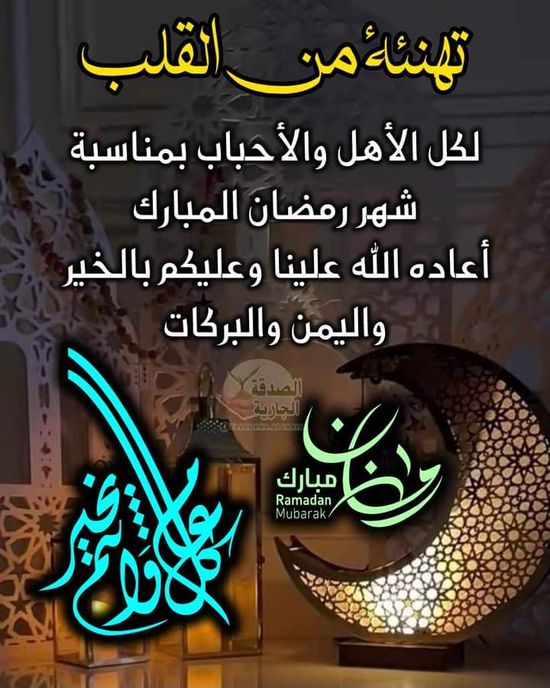 تهنئة من القلب
لكل الأهل والأحباب بمناسبة
شهر رمضان المبارك
أعاده الله علينا وعليكم بالخير
واليمن والبركات
الصدقة
الجارية
رمضان
مبارك
Ramadan
Mubarak
كل عام وأنتم بخير